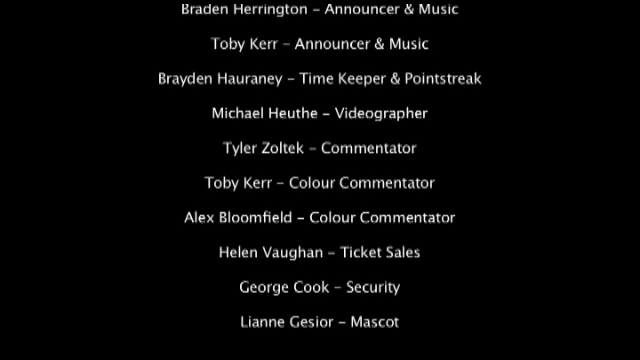 Braden Herrington - Announcer & Music
Toby Kerr - Announcer & Music
Brayden Hauraney - Time Keeper & Pointstreak
Michael Heuthe - Videographer
Tyler Zoltek - Commentator
Toby Kerr - Colour Commentator
Alex Bloomfield - Colour Commentator
Helen Vaughan - Ticket Sales
George Cook - Security
Lianne Gesior - Mascot